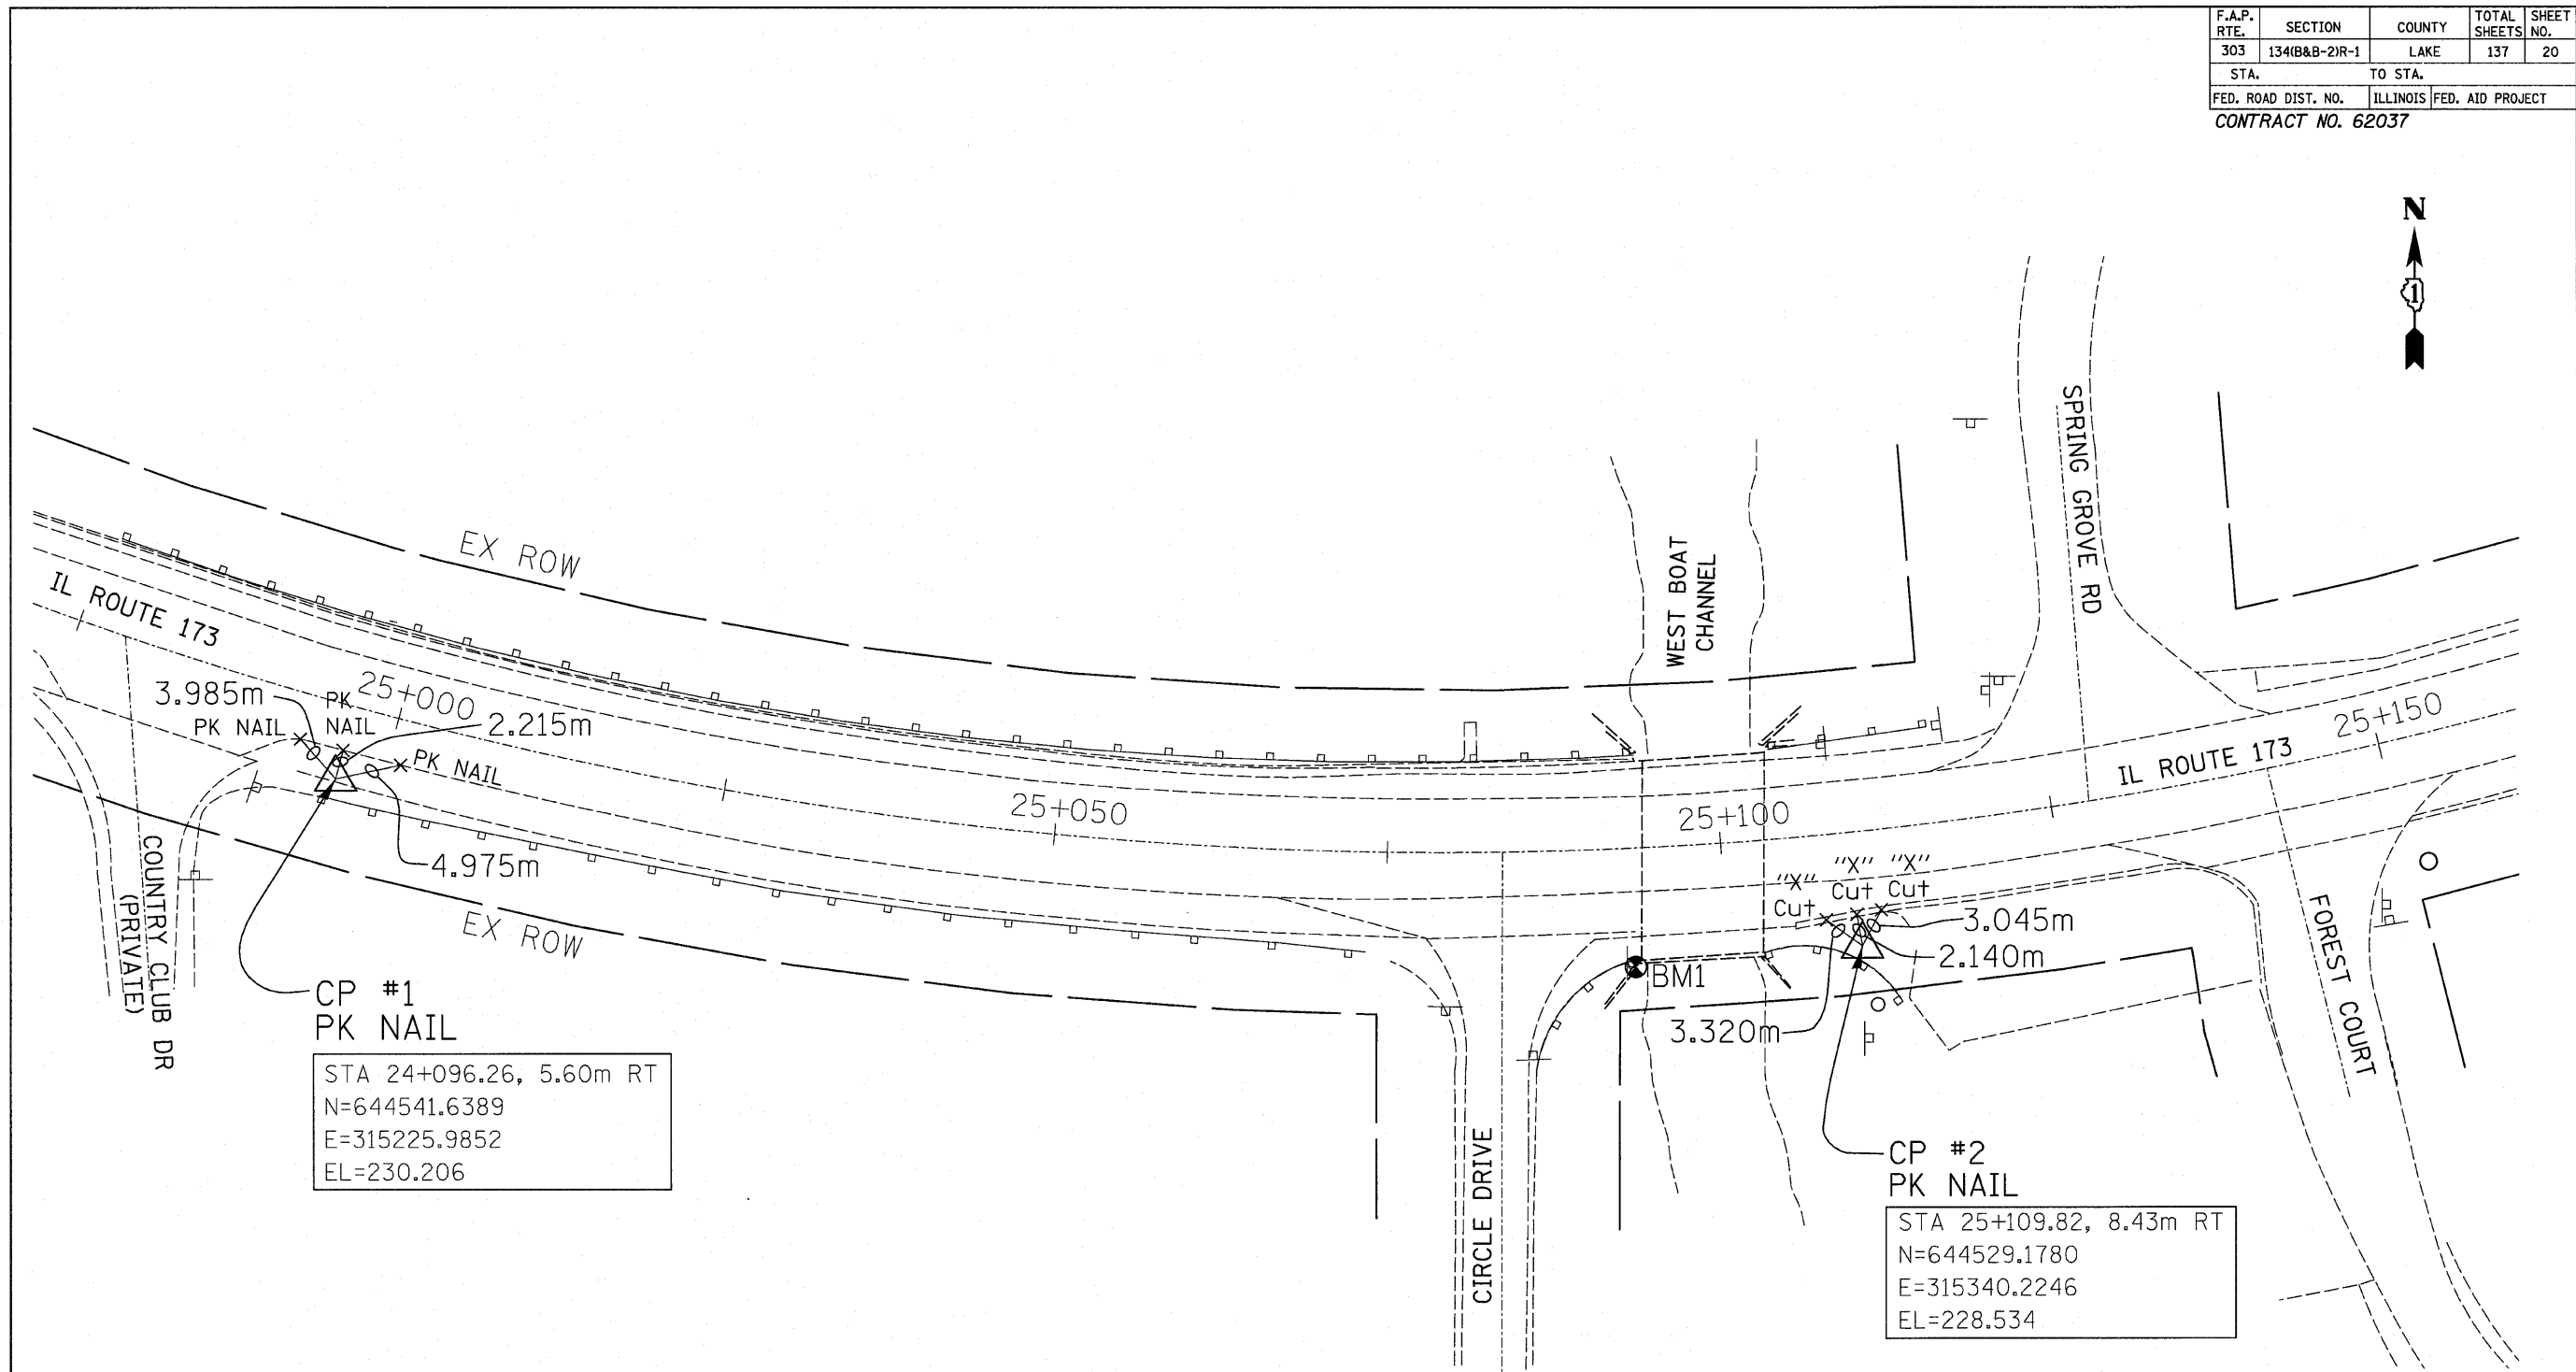 F.A.P. RTE. SECTION COUNTY TOTAL SHEETS SHEET NO.
303 134(B&B-2)R-1 LAKE 137 20
STA. TO STA.
FED. ROAD DIST. NO. ILLINOIS FED. AID PROJECT
CONTRACT NO. 62037
N
1
EX ROW
IL ROUTE 173
25+000
3.985m
PK NAIL
PK
NAIL
2.215m
PK NAIL
4.975m
EX ROW
COUNTRY CLUB DR
(PRIVATE)
CP #1
PK NAIL
STA 24+096.26, 5.60m RT
N=644541.6389
E=315225.9852
EL=230.206
25+050
WEST BOAT
CHANNEL
25+100
SPRING GROVE RD
IL ROUTE 173
25+150
"X"
Cut
"X"
Cut
"X"
Cut
3.045m
2.140m
3.320m
BM1
CIRCLE DRIVE
FOREST COURT
CP #2
PK NAIL
STA 25+109.82, 8.43m RT
N=644529.1780
E=315340.2246
EL=228.534